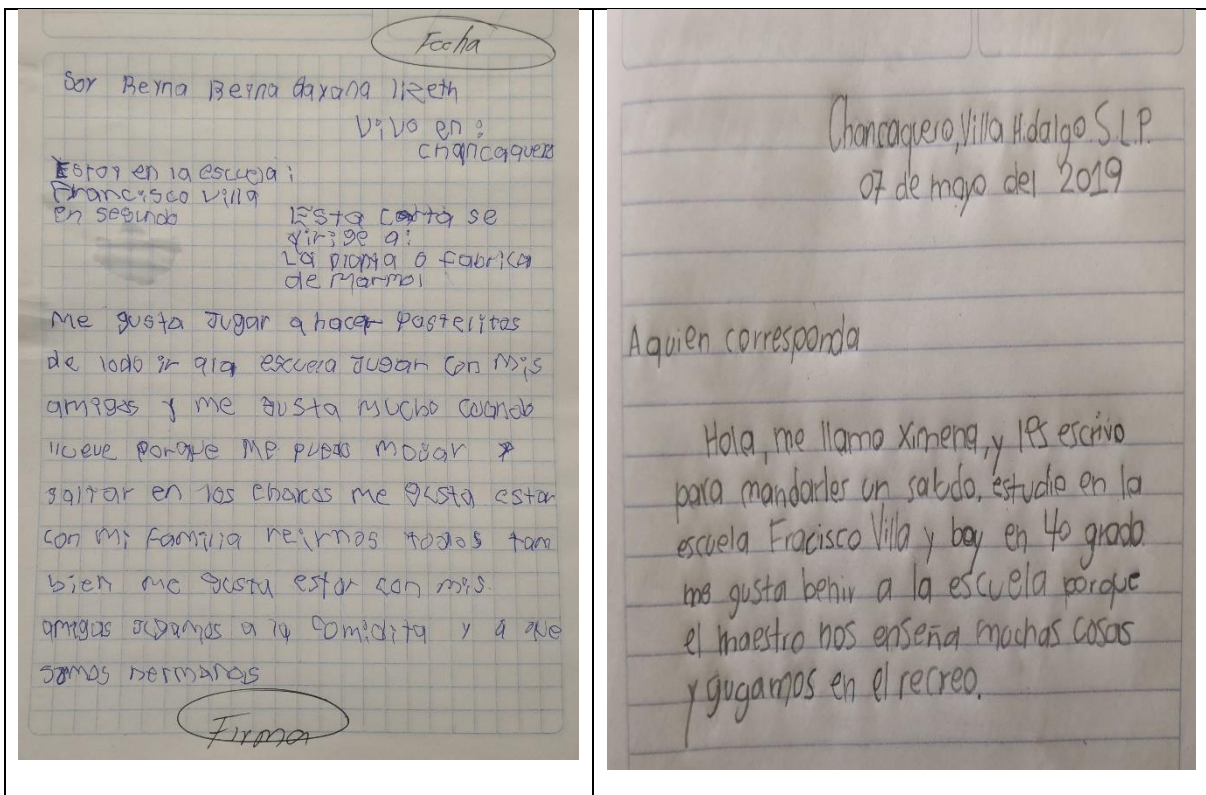 Fecha
Soy Reyna Reyna daxana lizeth
Vivo en :
chancaquero
Estoy en la escuela :
Francisco villa
en segundo
Esta carta se
dirige a:
La planta o fabrica
de Marmol
Me gusta Jugar a hacer Pastelitos
de lodo ir ala escuela Jugar con Mis
amigos y me gusta mucho cuando
llueve porque Me puedo mojar y
saltar en los charcos me gusta estar
con Mi Familia reirnos todos tam
bien me gusta estar con mis
amigas Jugamos a la comidita y a que
somos hermanas
Firma
Chancaquero, Villa Hidalgo S.L.P.
07 de mayo del 2019
Aquien corresponda
Hola, me llamo Ximena, y les escrivo
para mandarles un saludo, estudio en la
escuela Fracisco Villa y boy en 4o grado
me gusta benir a la escuela porque
el maestro nos enseña muchas cosas
y gugamos en el recreo.